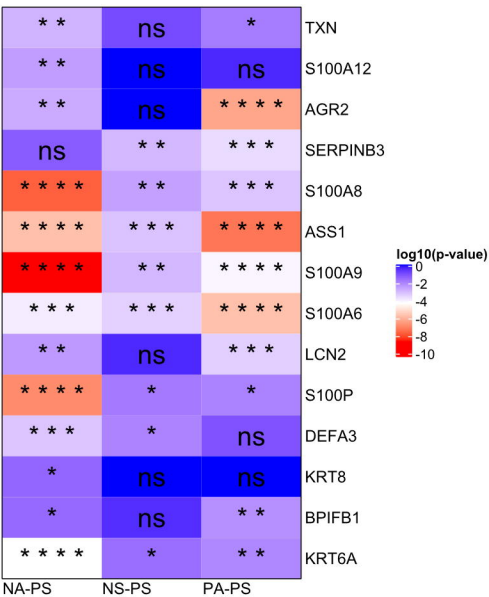 * * ns * TXN
* * ns ns S100A12
* * ns * * * * AGR2
ns * * * * * SERPINB3
* * * * * * * * * S100A8
* * * * * * * * * * * ASS1
* * * * * * * * * * S100A9
* * * * * * * * * * S100A6
* * ns * * * LCN2
* * * * * * S100P
* * * * ns DEFA3
* ns ns KRT8
* ns * * BPIFB1
* * * * * * * KRT6A
NA-PS NS-PS PA-PS
log10(p-value)
0
-2
-4
-6
-8
-10